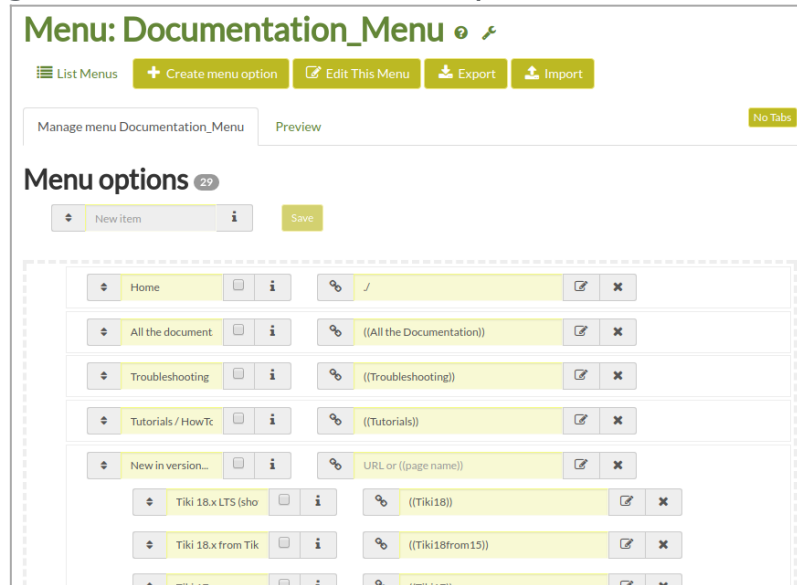 Menu: Documentation_Menu
List Menus Create menu option Edit This Menu Export Import
Manage menu Documentation_Menu Preview No Tabs
Menu options 29
New item Save
Home ./
All the document ((All the Documentation))
Troubleshooting ((Troubleshooting))
Tutorials / HowTo ((Tutorials))
New in version... URL or ((page name))
Tiki 18.x LTS (sho ((Tiki18))
Tiki 18.x from Tik ((Tiki18from15))